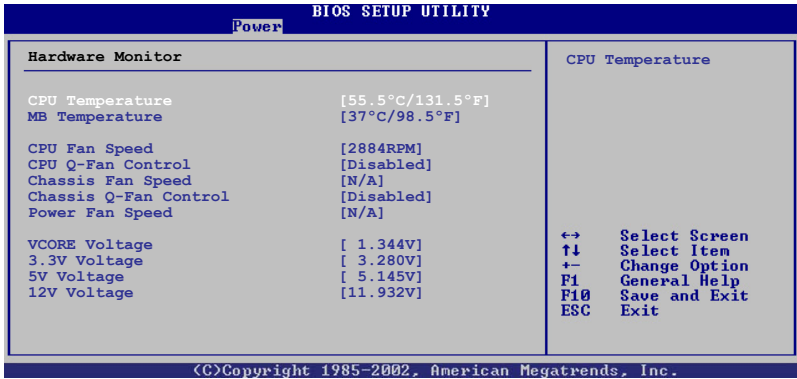 BIOS SETUP UTILITY
Power
Hardware Monitor
CPU Temperature [55.5°C/131.5°F]
MB Temperature [37°C/98.5°F]
CPU Fan Speed [2884RPM]
CPU Q-Fan Control [Disabled]
Chassis Fan Speed [N/A]
Chassis Q-Fan Control [Disabled]
Power Fan Speed [N/A]
VCORE Voltage [ 1.344V]
3.3V Voltage [ 3.280V]
5V Voltage [ 5.145V]
12V Voltage [11.932V]
CPU Temperature
←→ Select Screen
↑↓ Select Item
+- Change Option
F1 General Help
F10 Save and Exit
ESC Exit
(C)Copyright 1985-2002, American Megatrends, Inc.